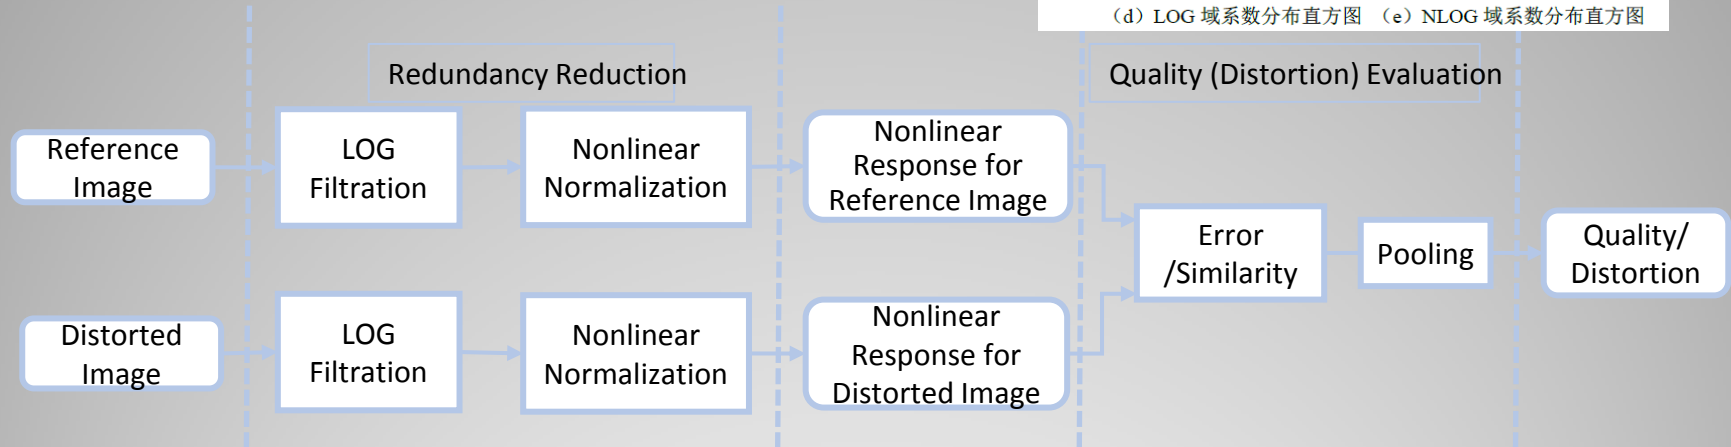 (d) LOG 域系数分布直方图 (e) NLOG 域系数分布直方图
Redundancy Reduction
Quality (Distortion) Evaluation
Reference
Image
LOG
Filtration
Nonlinear
Normalization
Nonlinear
Response for
Reference Image
Error
/Similarity
Pooling
Quality/
Distortion
Distorted
Image
LOG
Filtration
Nonlinear
Normalization
Nonlinear
Response for
Distorted Image